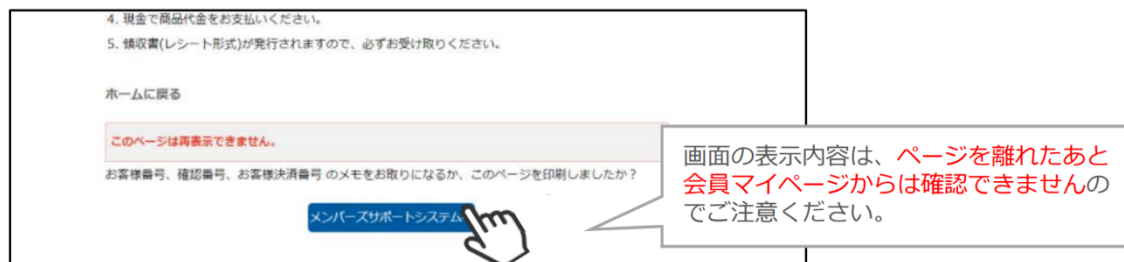 4. 現金で商品代金をお支払いください。
5. 領収書(レシート形式)が発行されますので、必ずお受け取りください。
ホームに戻る
このページは再表示できません。
お客様番号、確認番号、お客様決済番号 のメモをお取りになるか、このページを印刷しましたか？
メンバーズサポートシステム
画面の表示内容は、ページを離れたあと
会員マイページからは確認できませんの
でご注意ください。